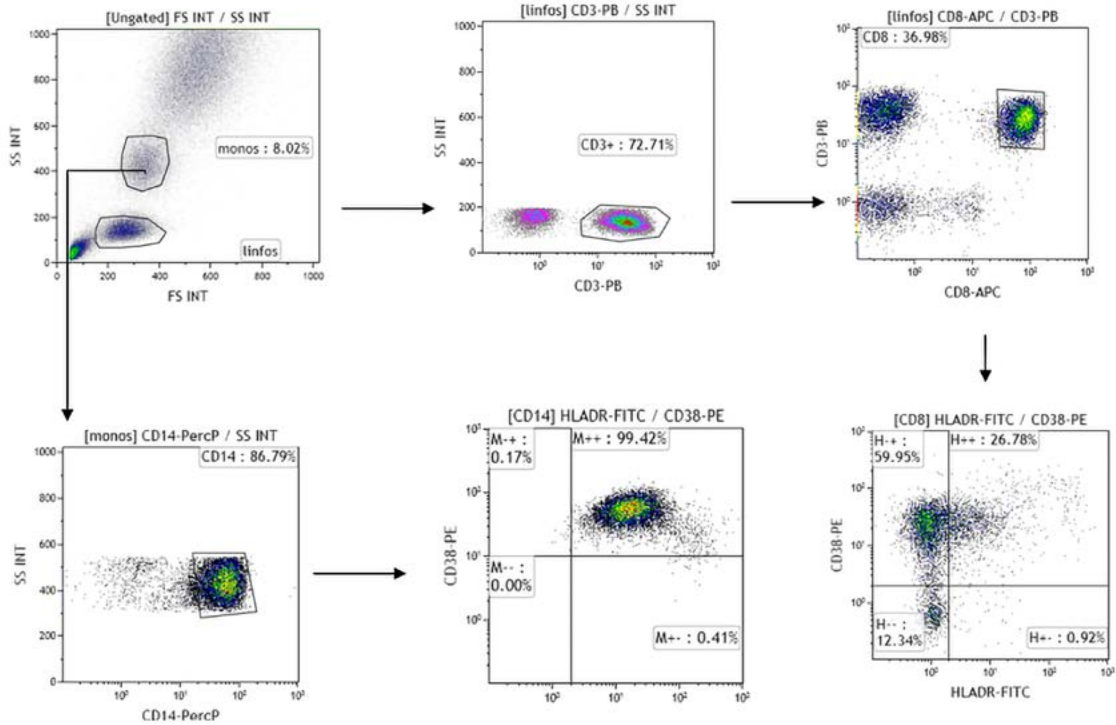 [Ungated] FS INT / SS INT
1000
800
SS INT
600
monos : 8.02%
400
200
linfos
0
0 200 400 600 800 1000
FS INT
[linfos] CD3-PB / SS INT
1000
800
SS INT
600
CD3+ : 72.71%
400
200
0
10⁰ 10¹ 10² 10³
CD3-PB
[linfos] CD8-APC / CD3-PB
CD8 : 36.98%
10³
10²
CD3-PB
10¹
10⁰
10⁰ 10¹ 10² 10³
CD8-APC
[monos] CD14-PercP / SS INT
1000
CD14 : 86.79%
800
SS INT
600
400
200
0
10⁰ 10¹ 10² 10³
CD14-PercP
[CD14] HLADR-FITC / CD38-PE
10³
M-+ :
0.17%
M++ : 99.42%
10²
CD38-PE
10¹
M-- :
0.00%
10⁰
M+- : 0.41%
10⁰ 10¹ 10² 10³
HLADR-FITC
[CD8] HLADR-FITC / CD38-PE
10³
H-+ :
59.95%
H++ : 26.78%
10²
CD38-PE
10¹
10⁰
H-- :
12.34%
H+- : 0.92%
10⁰ 10¹ 10² 10³
HLADR-FITC